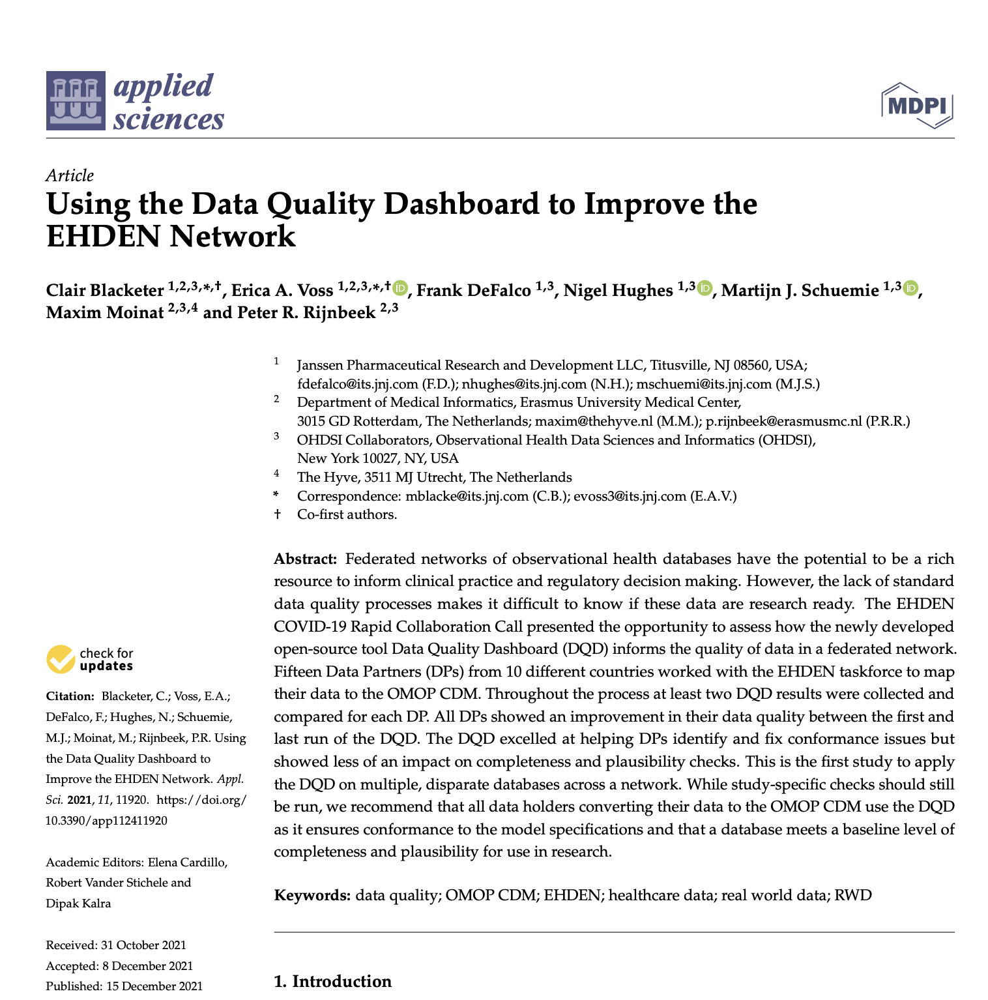 applied
sciences
MDPI
Article
Using the Data Quality Dashboard to Improve the
EHDEN Network
Clair Blacketer 1,2,3,*,†, Erica A. Voss 1,2,3,*,† iD, Frank DeFalco 1,3, Nigel Hughes 1,3 iD, Martijn J. Schuemie 1,3 iD,
Maxim Moinat 2,3,4 and Peter R. Rijnbeek 2,3
1 Janssen Pharmaceutical Research and Development LLC, Titusville, NJ 08560, USA;
fdefalco@its.jnj.com (F.D.); nhughes@its.jnj.com (N.H.); mschuemi@its.jnj.com (M.J.S.)
2 Department of Medical Informatics, Erasmus University Medical Center,
3015 GD Rotterdam, The Netherlands; maxim@thehyve.nl (M.M.); p.rijnbeek@erasmusmc.nl (P.R.R.)
3 OHDSI Collaborators, Observational Health Data Sciences and Informatics (OHDSI),
New York 10027, NY, USA
4 The Hyve, 3511 MJ Utrecht, The Netherlands
* Correspondence: mblacke@its.jnj.com (C.B.); evoss3@its.jnj.com (E.A.V.)
† Co-first authors.
Abstract: Federated networks of observational health databases have the potential to be a rich
resource to inform clinical practice and regulatory decision making. However, the lack of standard
data quality processes makes it difficult to know if these data are research ready. The EHDEN
COVID-19 Rapid Collaboration Call presented the opportunity to assess how the newly developed
open-source tool Data Quality Dashboard (DQD) informs the quality of data in a federated network.
Fifteen Data Partners (DPs) from 10 different countries worked with the EHDEN taskforce to map
their data to the OMOP CDM. Throughout the process at least two DQD results were collected and
compared for each DP. All DPs showed an improvement in their data quality between the first and
last run of the DQD. The DQD excelled at helping DPs identify and fix conformance issues but
showed less of an impact on completeness and plausibility checks. This is the first study to apply
the DQD on multiple, disparate databases across a network. While study-specific checks should still
be run, we recommend that all data holders converting their data to the OMOP CDM use the DQD
as it ensures conformance to the model specifications and that a database meets a baseline level of
completeness and plausibility for use in research.
Keywords: data quality; OMOP CDM; EHDEN; healthcare data; real world data; RWD
check for
updates
Citation: Blacketer, C.; Voss, E.A.;
DeFalco, F.; Hughes, N.; Schuemie,
M.J.; Moinat, M.; Rijnbeek, P.R. Using
the Data Quality Dashboard to
Improve the EHDEN Network. Appl.
Sci. 2021, 11, 11920. https://doi.org/
10.3390/app112411920
Academic Editors: Elena Cardillo,
Robert Vander Stichele and
Dipak Kalra
Received: 31 October 2021
Accepted: 8 December 2021
Published: 15 December 2021
1. Introduction